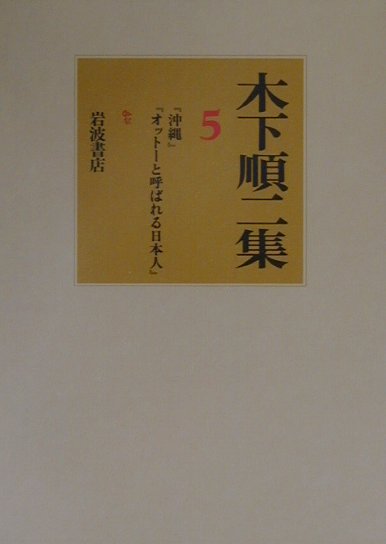 木下順二集
5
『沖縄』
『オットーと呼ばれる日本人』
岩波書店